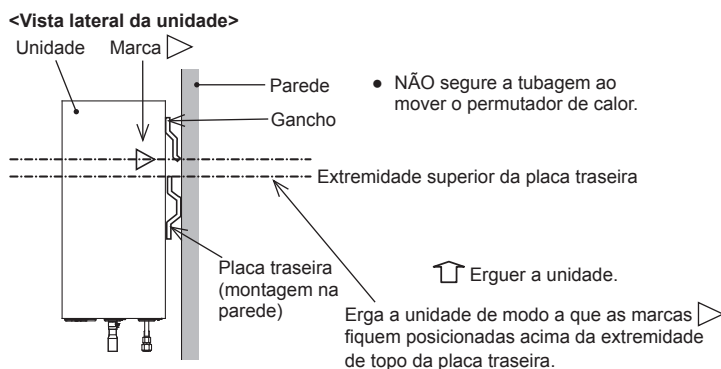 <Vista lateral da unidade>
Unidade Marca
Parede
Gancho
● NÃO segure a tubagem ao
mover o permutador de calor.
Extremidade superior da placa traseira
Placa traseira
(montagem na
parede)
Erguer a unidade.
Erga a unidade de modo a que as marcas
fiquem posicionadas acima da extremidade
de topo da placa traseira.